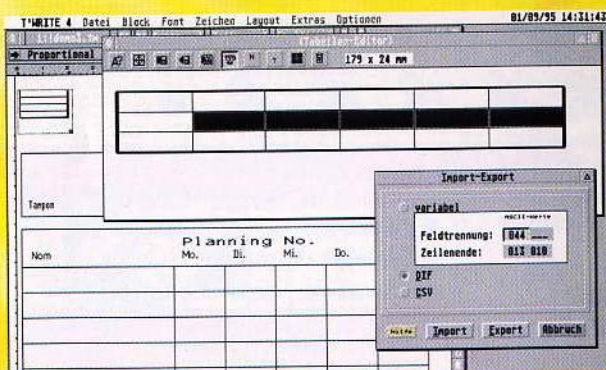 T'WRITE 4 Datei Block Font Zeichen Layout Extras Optionen 01/09/95 14:31:43
(Tabellen-Editor)
Proportional
179 x 24 mm
Import-Export
variabel
ASCII-Werte
Feldtrennung: 044 ___
Zeilenende: 013 010
DIF
CSV
Hilfe Import Export Abbruch
Tampon
Planning No.
Nom Mo. Di. Mi. Do.